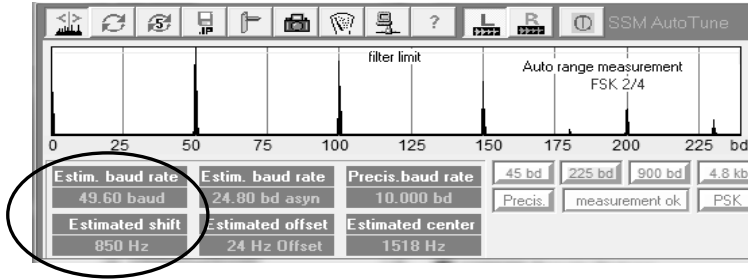 5 .IP ? L R SSM AutoTune
filter limit
Auto range measurement
FSK 2/4
0 25 50 75 100 125 150 175 200 225 bd
Estim. baud rate Estim. baud rate Precis.baud rate 45 bd 225 bd 900 bd 4.8 kb
49.60 baud 24.80 bd asyn 10.000 bd Precis. measurement ok PSK
Estimated shift Estimated offset Estimated center
850 Hz 24 Hz Offset 1518 Hz